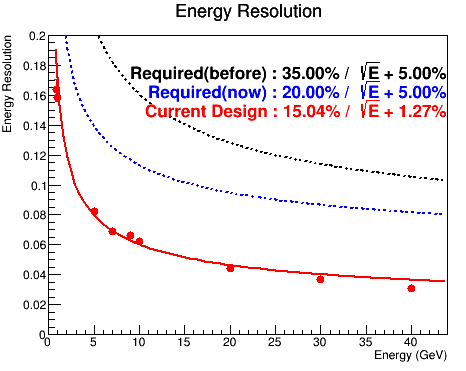 Energy Resolution
Energy Resolution
0.2
0.18
0.16
0.14
0.12
0.1
0.08
0.06
0.04
0.02
0
Required(before) : 35.00% / √E + 5.00%
Required(now) : 20.00% / √E + 5.00%
Current Design : 15.04% / √E + 1.27%
0 5 10 15 20 25 30 35 40
Energy (GeV)